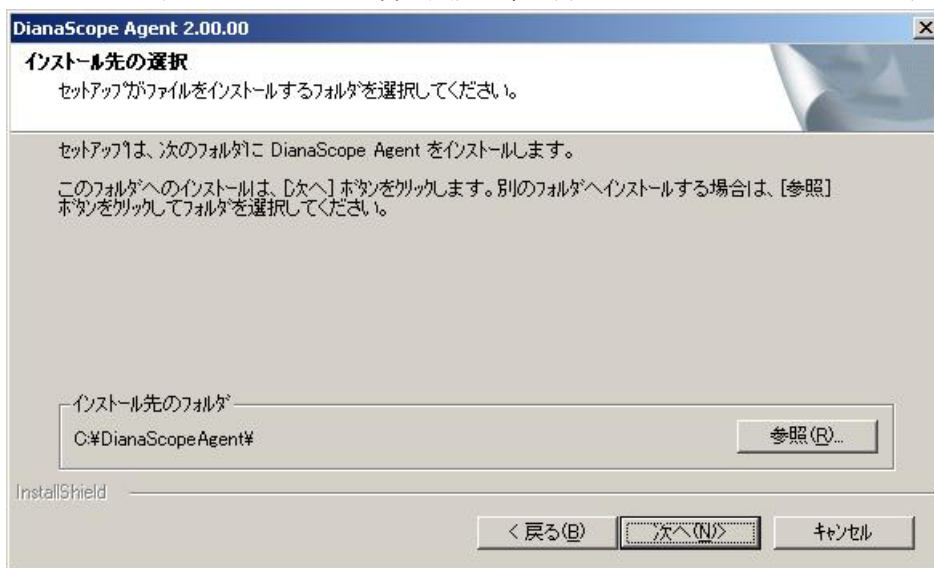 DianaScope Agent 2.00.00
インストール先の選択
セットアップがファイルをインストールするフォルダを選択してください。
セットアップは、次のフォルダに DianaScope Agent をインストールします。
このフォルダへのインストールは、[次へ] ボタンをクリックします。別のフォルダへインストールする場合は、[参照]
ボタンをクリックしてフォルダを選択してください。
インストール先のフォルダ
C:¥DianaScopeAgent¥
参照(R)...
InstallShield
< 戻る(B)
次へ(N)>
キャンセル